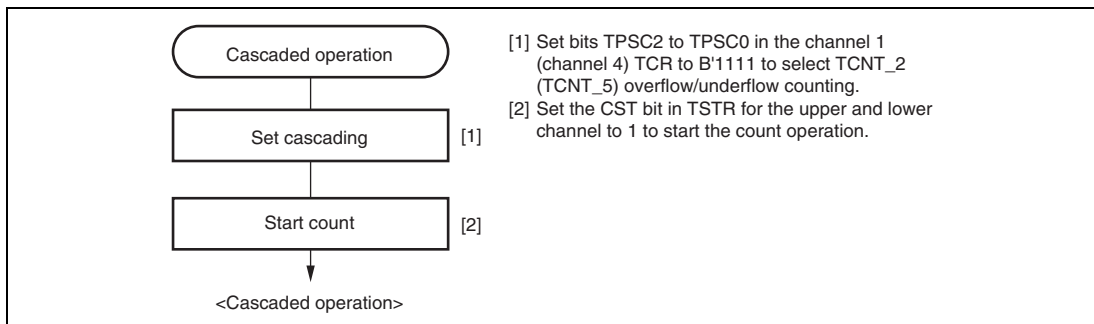 Cascaded operation
Set cascading
[1]
Start count
[2]
<Cascaded operation>
[1] Set bits TPSC2 to TPSC0 in the channel 1
(channel 4) TCR to B'1111 to select TCNT_2
(TCNT_5) overflow/underflow counting.
[2] Set the CST bit in TSTR for the upper and lower
channel to 1 to start the count operation.